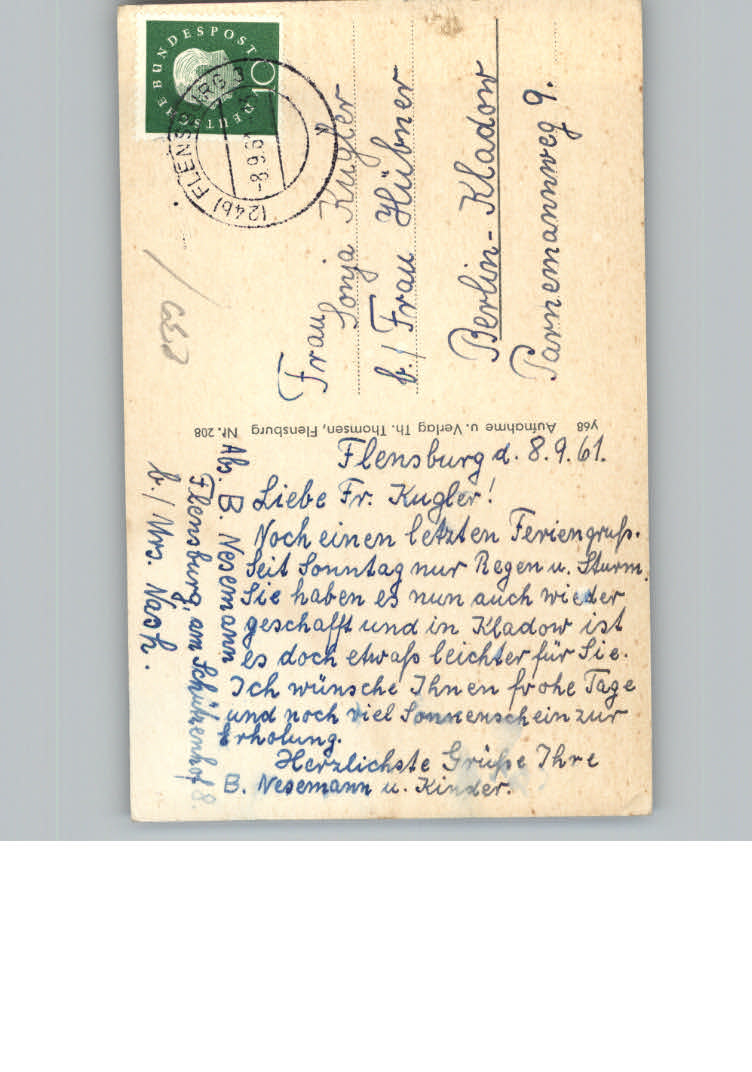 DEUTSCHE BUNDESPOST
10
(24b) FLENSBURG 3
-8.9.61
Frau
Sonja Kugler
b./ Frau Hübner
Berlin-Kladow
Parnemannweg 9.
y68 Aufnahme u. Verlag Th. Thomsen, Flensburg Nr. 208
Flensburg d. 8.9.61.
Liebe Fr. Kugler!
Noch einen letzten Feriengruß.
Seit Sonntag nur Regen u. Sturm.
Sie haben es nun auch wieder
geschafft und in Kladow ist
es doch etwaß leichter für Sie.
Ich wünsche Ihnen frohe Tage
und noch viel Sonnenschein zur
Erholung.
Herzlichste Grüße Ihre
B. Nesemann u. Kinder.
Abs. B. Nesemann
Flensburg, am Schützenhof 8.
b./ Urs. Nash.